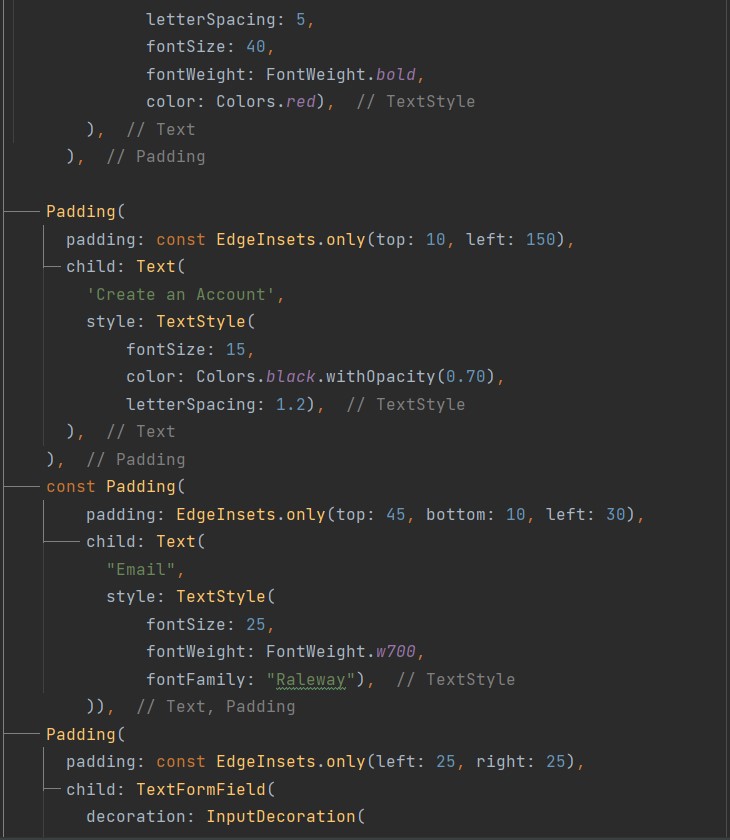 letterSpacing: 5,
fontSize: 40,
fontWeight: FontWeight.bold,
color: Colors.red),  // TextStyle
),  // Text
),  // Padding
Padding(
padding: const EdgeInsets.only(top: 10, left: 150),
child: Text(
'Create an Account',
style: TextStyle(
fontSize: 15,
color: Colors.black.withOpacity(0.70),
letterSpacing: 1.2),  // TextStyle
),  // Text
),  // Padding
const Padding(
padding: EdgeInsets.only(top: 45, bottom: 10, left: 30),
child: Text(
"Email",
style: TextStyle(
fontSize: 25,
fontWeight: FontWeight.w700,
fontFamily: "Raleway"),  // TextStyle
)),  // Text, Padding
Padding(
padding: const EdgeInsets.only(left: 25, right: 25),
child: TextFormField(
decoration: InputDecoration(